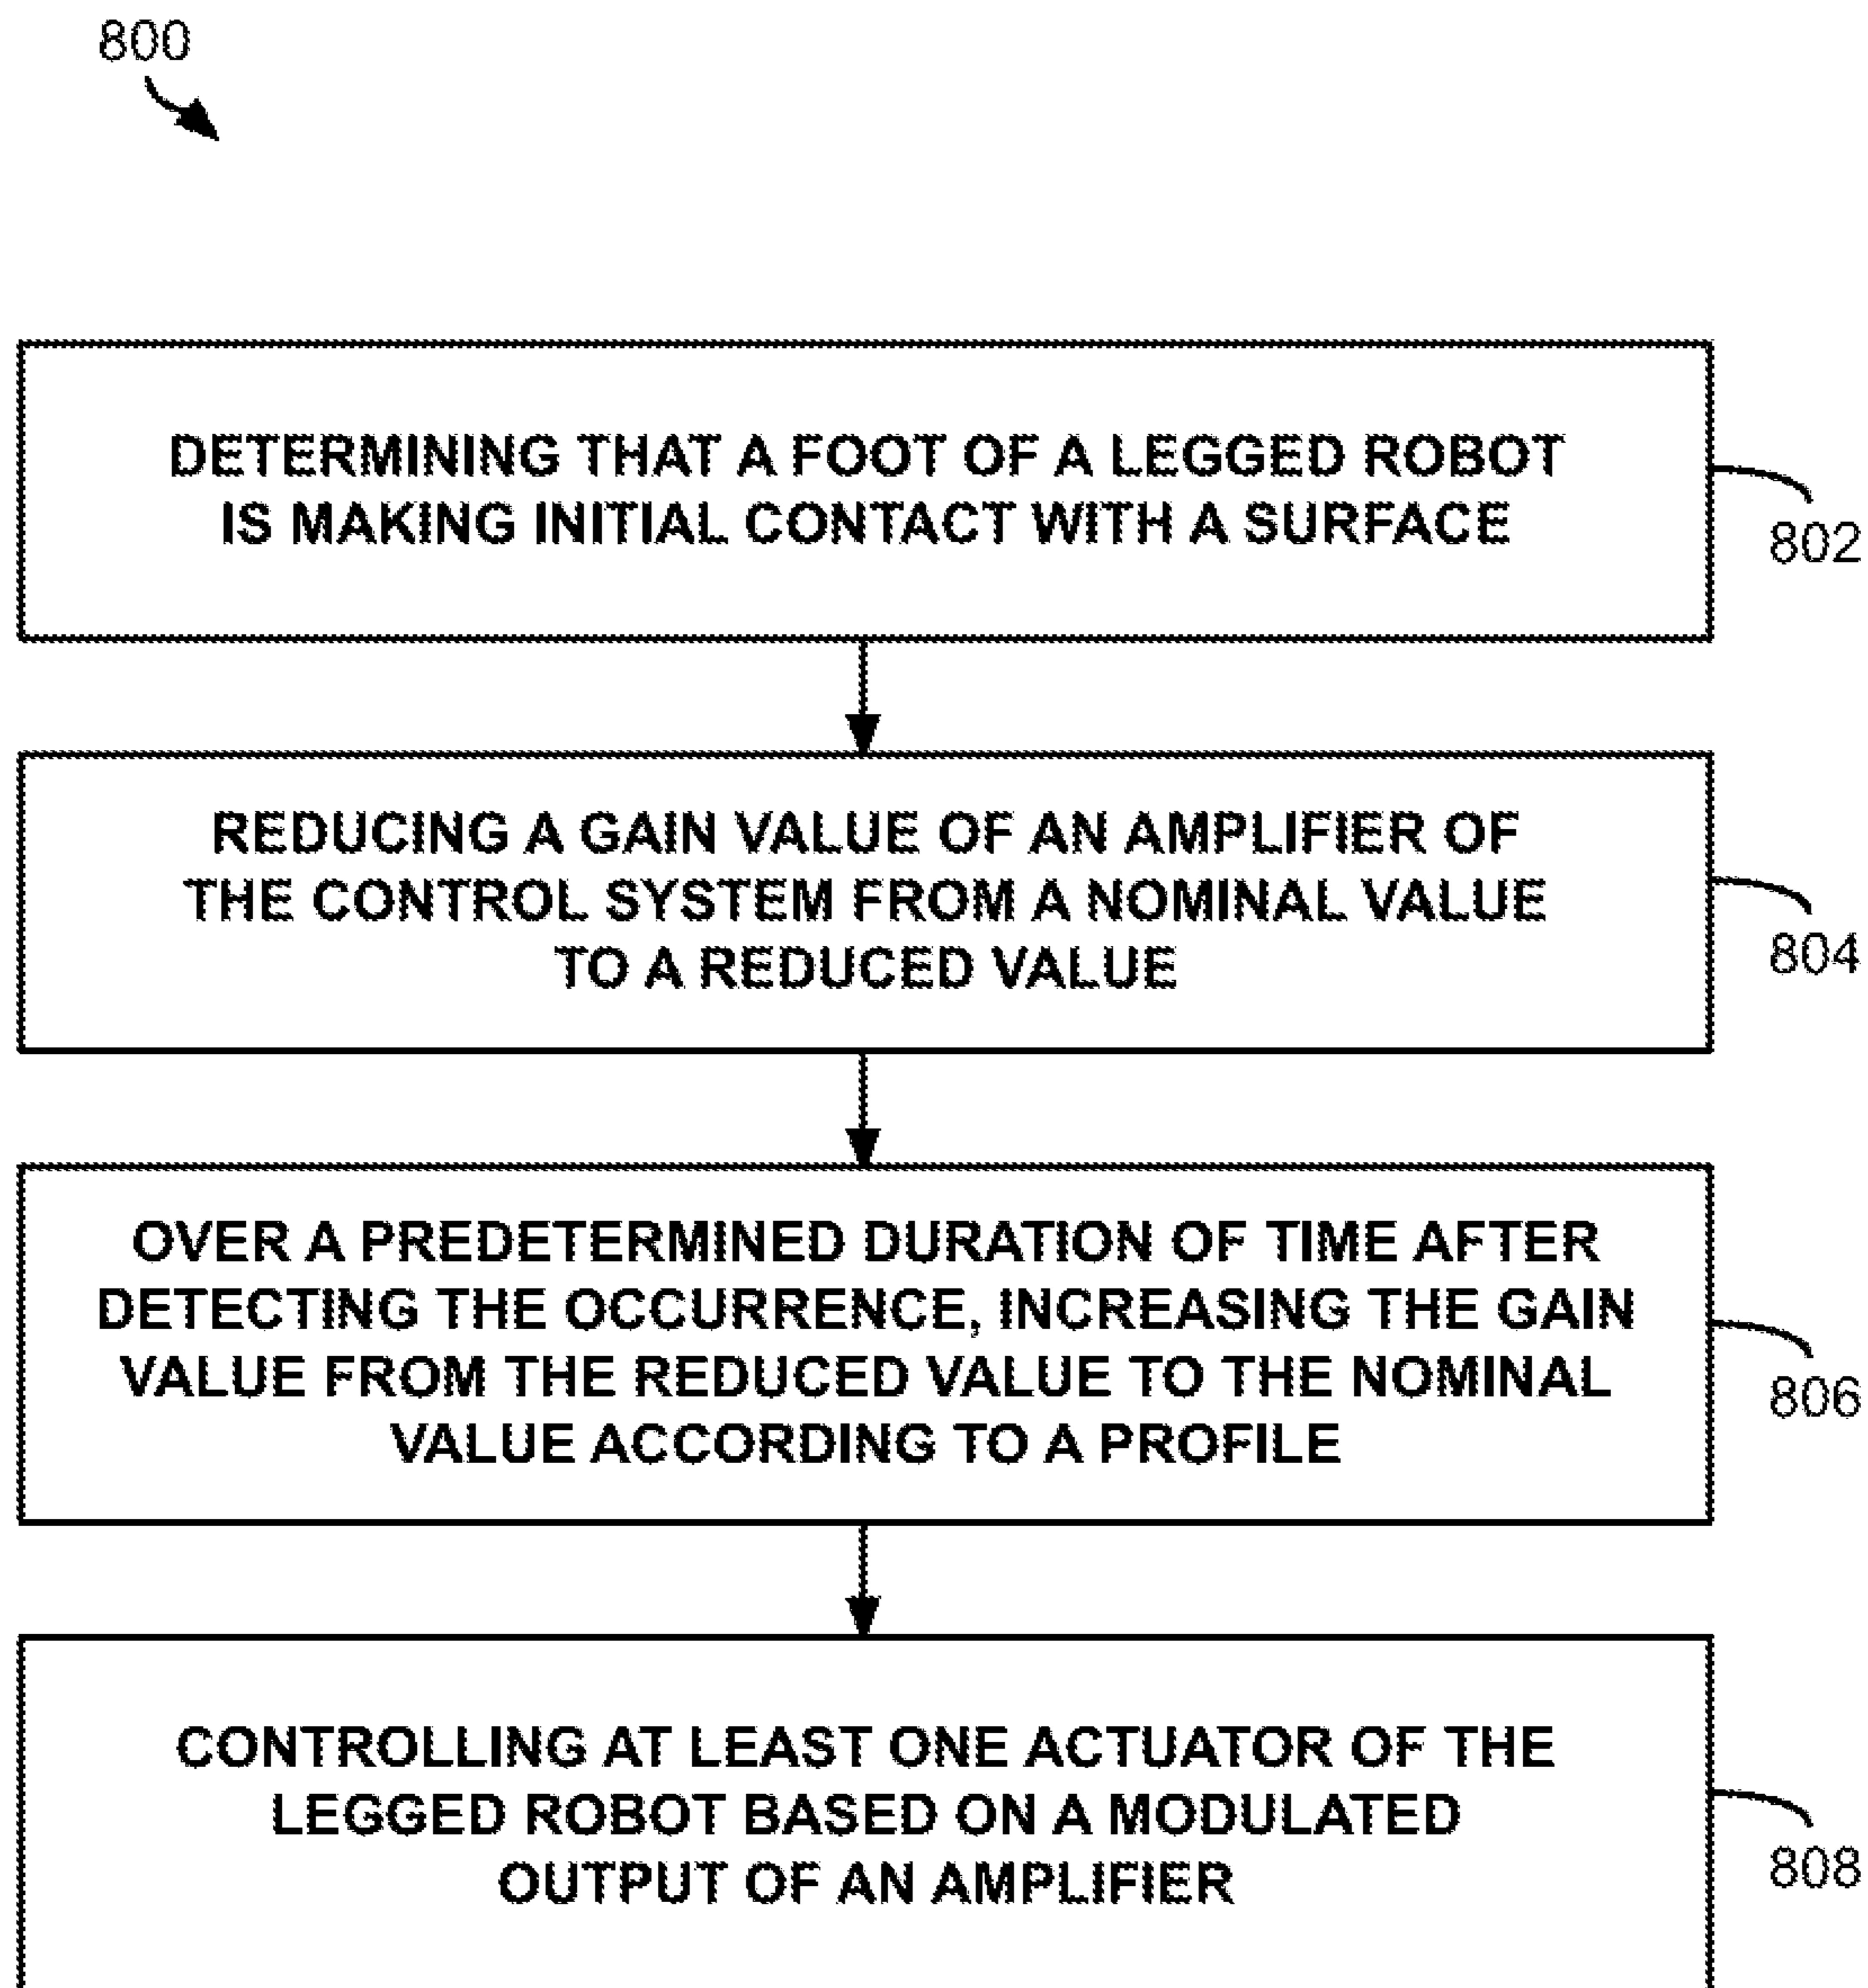 800
DETERMINING THAT A FOOT OF A LEGGED ROBOT
IS MAKING INITIAL CONTACT WITH A SURFACE
802
REDUCING A GAIN VALUE OF AN AMPLIFIER OF
THE CONTROL SYSTEM FROM A NOMINAL VALUE
TO A REDUCED VALUE
804
OVER A PREDETERMINED DURATION OF TIME AFTER
DETECTING THE OCCURRENCE, INCREASING THE GAIN
VALUE FROM THE REDUCED VALUE TO THE NOMINAL
VALUE ACCORDING TO A PROFILE
806
CONTROLLING AT LEAST ONE ACTUATOR OF THE
LEGGED ROBOT BASED ON A MODULATED
OUTPUT OF AN AMPLIFIER
808